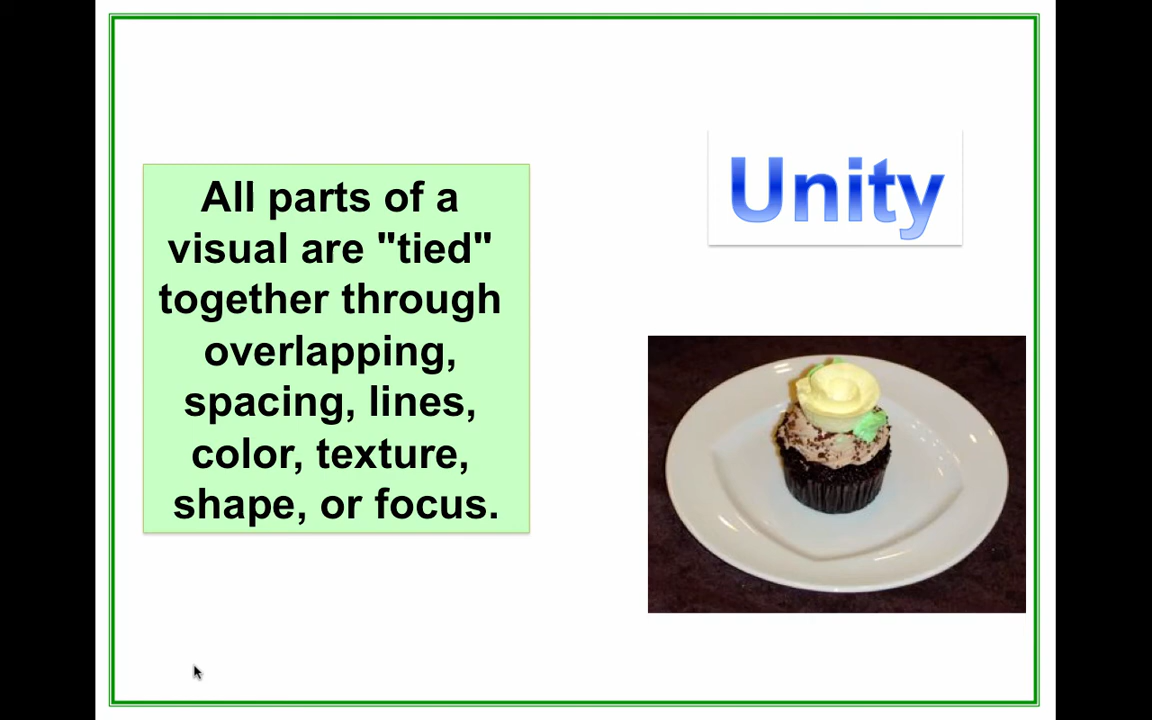 Unity
All parts of a
visual are "tied"
together through
overlapping,
spacing, lines,
color, texture,
shape, or focus.